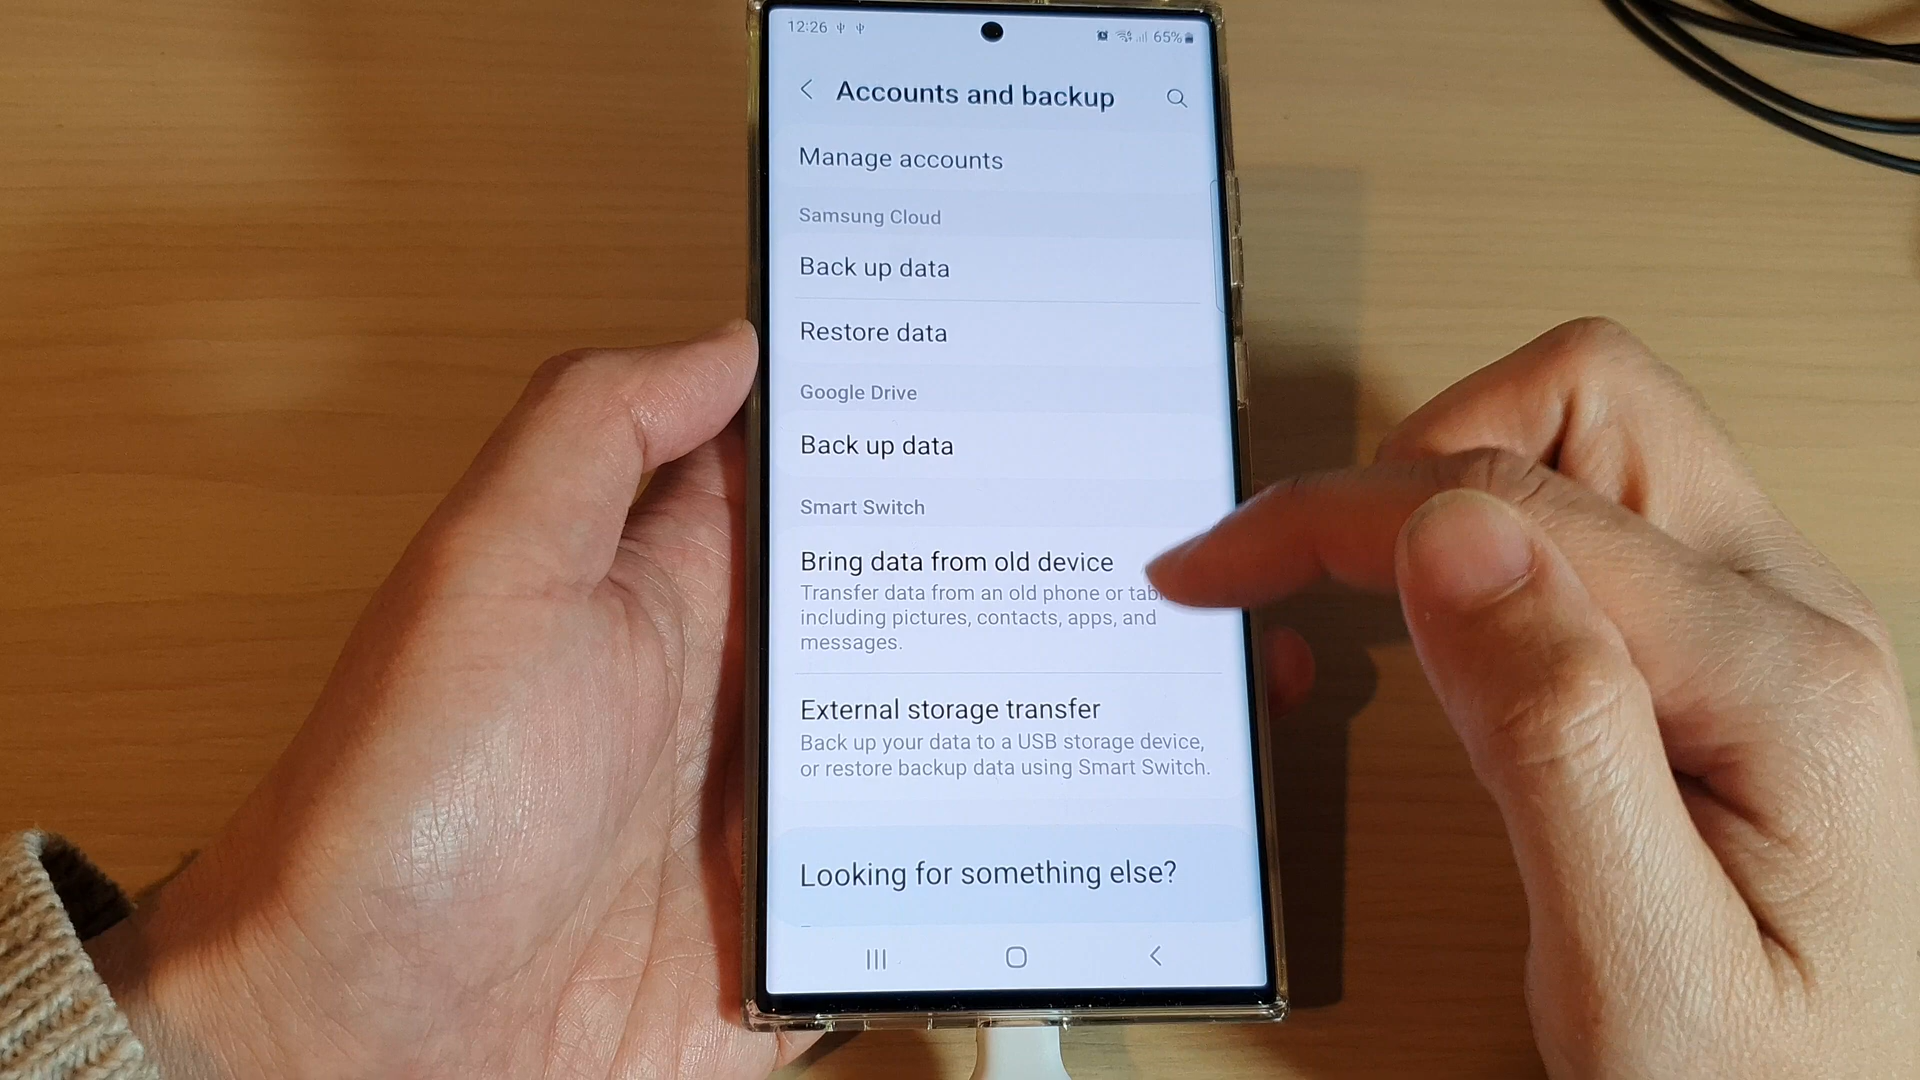 12:26 65%
Accounts and backup
Manage accounts
Samsung Cloud
Back up data
Restore data
Google Drive
Back up data
Smart Switch
Bring data from old device
Transfer data from an old phone or
including pictures, contacts, apps, and
messages.
External storage transfer
Back up your data to a USB storage device,
or restore backup data using Smart Switch.
Looking for something else?